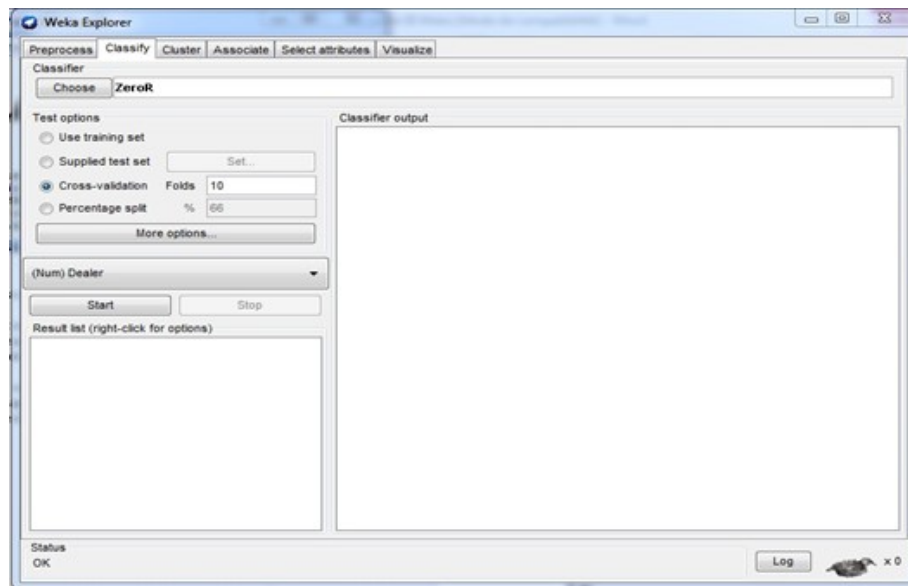 Weka Explorer
Preprocess Classify Cluster Associate Select attributes Visualize
Classifier
Choose ZeroR
Test options
Use training set
Suppled test set Set...
Cross-validation Folds 10
Percentage split % 66
More options...
(Num) Dealer
Start Stop
Result list (right-click for options)
Classifier output
Status
OK
Log x 0